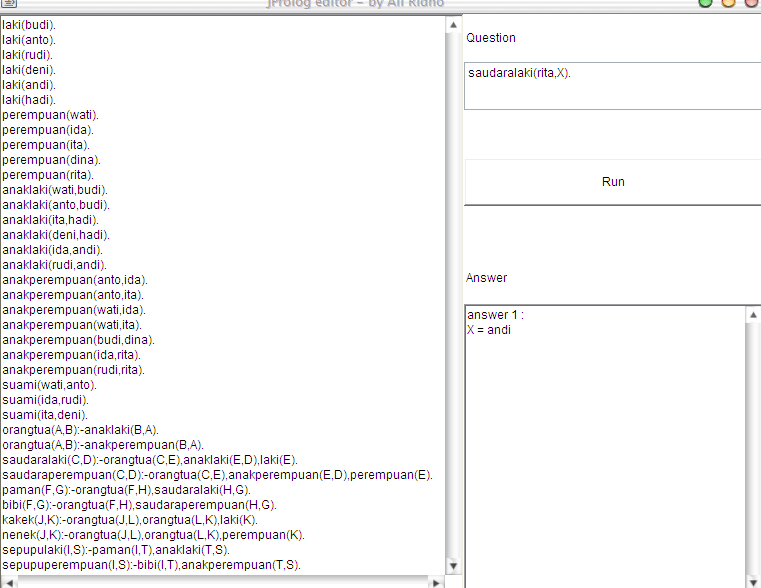 jProlog editor - by Ali Ridho
laki(budi).
laki(anto).
laki(rudi).
laki(deni).
laki(andi).
laki(hadi).
perempuan(wati).
perempuan(ida).
perempuan(ita).
perempuan(dina).
perempuan(rita).
anaklaki(wati,budi).
anaklaki(anto,budi).
anaklaki(ita,hadi).
anaklaki(deni,hadi).
anaklaki(ida,andi).
anaklaki(rudi,andi).
anakperempuan(anto,ida).
anakperempuan(anto,ita).
anakperempuan(wati,ida).
anakperempuan(wati,ita).
anakperempuan(budi,dina).
anakperempuan(ida,rita).
anakperempuan(rudi,rita).
suami(wati,anto).
suami(ida,rudi).
suami(ita,deni).
orangtua(A,B):-anaklaki(B,A).
orangtua(A,B):-anakperempuan(B,A).
saudaralaki(C,D):-orangtua(C,E),anaklaki(E,D),laki(E).
saudaraperempuan(C,D):-orangtua(C,E),anakperempuan(E,D),perempuan(E).
paman(F,G):-orangtua(F,H),saudaralaki(H,G).
bibi(F,G):-orangtua(F,H),saudaraperempuan(H,G).
kakek(J,K):-orangtua(J,L),orangtua(L,K),laki(K).
nenek(J,K):-orangtua(J,L),orangtua(L,K),perempuan(K).
sepupulaki(I,S):-paman(I,T),anaklaki(T,S).
sepupuperempuan(I,S):-bibi(I,T),anakperempuan(T,S).
Question
saudaralaki(rita,X).
Run
Answer
answer 1 :
X = andi